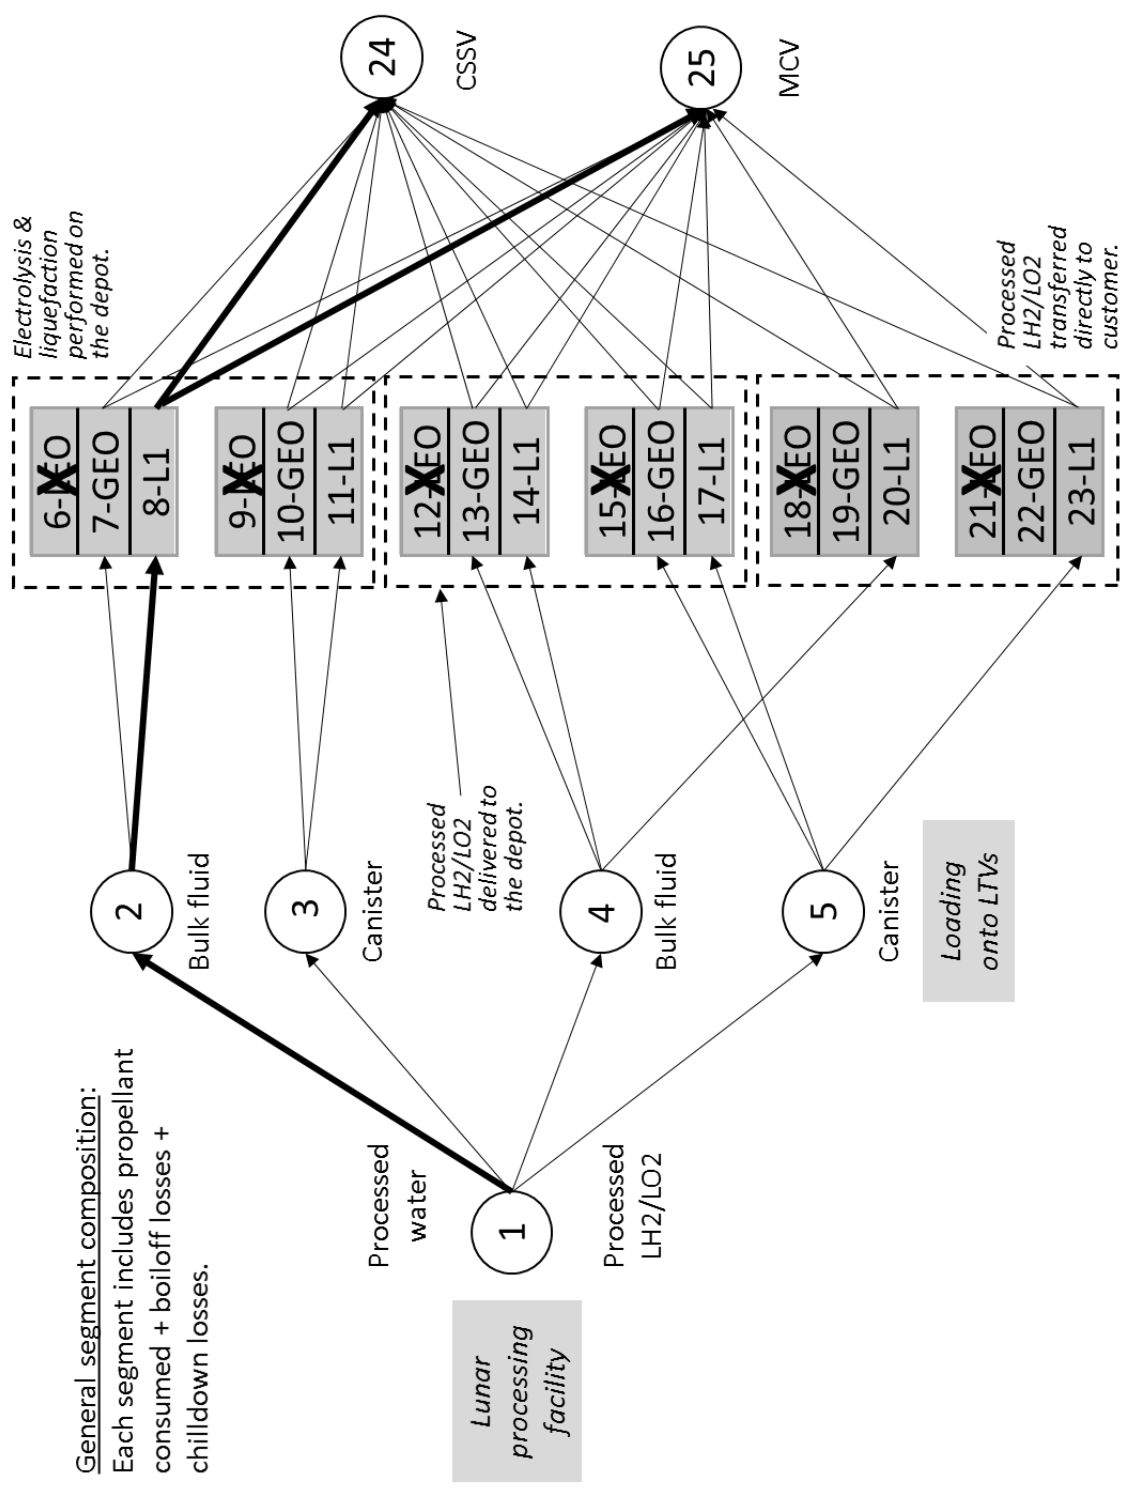 General segment composition:
Each segment includes propellant
consumed + boiloff losses +
chilldown losses.
Lunar
processing
facility
Processed
water
1
Processed
LH2/LO2
2
Bulk fluid
3
Canister
4
Bulk fluid
5
Canister
Loading
onto LTVs
Processed
LH2/LO2
delivered to
the depot.
Electrolysis &
liquefaction
performed on
the depot.
6-LEO
7-GEO
8-L1
9-LEO
10-GEO
11-L1
12-LEO
13-GEO
14-L1
15-LEO
16-GEO
17-L1
18-LEO
19-GEO
20-L1
21-LEO
22-GEO
23-L1
Processed
LH2/LO2
transferred
directly to
customer.
24
CSSV
25
MCV